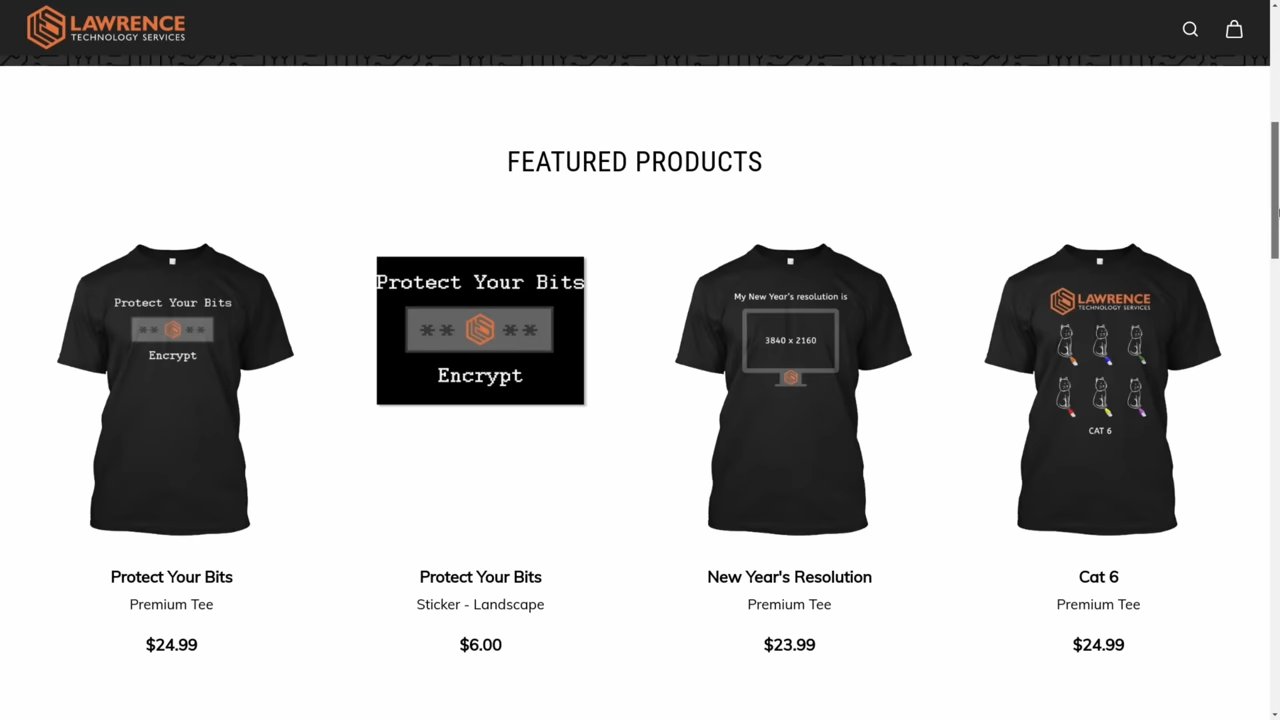 LAWRENCE
TECHNOLOGY SERVICES
FEATURED PRODUCTS
Protect Your Bits
** **
Encrypt
Protect Your Bits
** **
Encrypt
My New Year's resolution is
3840 x 2160
LAWRENCE
TECHNOLOGY SERVICES
CAT 6
Protect Your Bits
Premium Tee
$24.99
Protect Your Bits
Sticker - Landscape
$6.00
New Year's Resolution
Premium Tee
$23.99
Cat 6
Premium Tee
$24.99